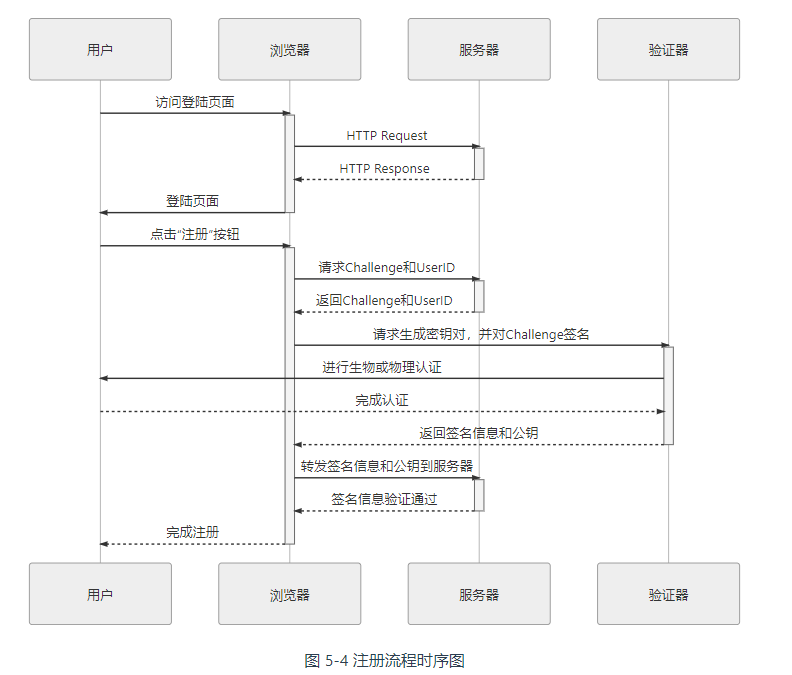 用户
浏览器
服务器
验证器
访问登陆页面
HTTP Request
HTTP Response
登陆页面
点击“注册”按钮
请求Challenge和UserID
返回Challenge和UserID
请求生成密钥对，并对Challenge签名
进行生物或物理认证
完成认证
返回签名信息和公钥
转发签名信息和公钥到服务器
签名信息验证通过
完成注册
用户
浏览器
服务器
验证器
图 5-4 注册流程时序图